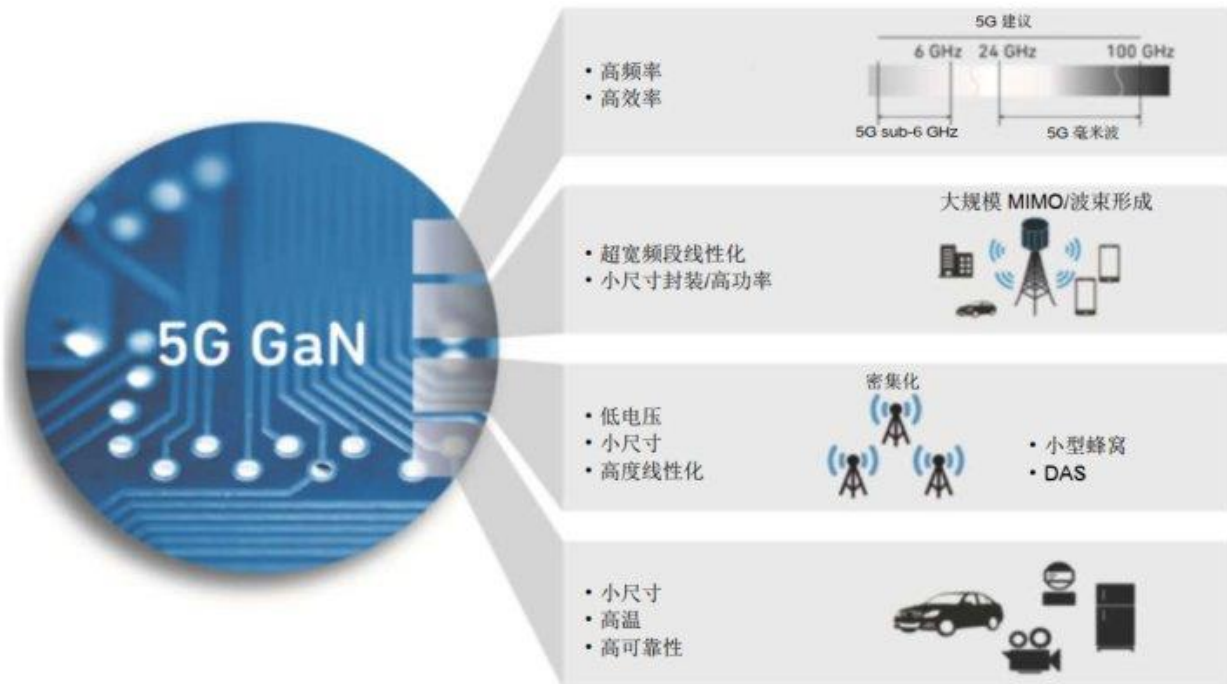 5G GaN
• 高频率
• 高效率
5G 建议
6 GHz 24 GHz 100 GHz
5G sub-6 GHz 5G 毫米波
• 超宽频段线性化
• 小尺寸封装/高功率
大规模 MIMO/波束形成
• 低电压
• 小尺寸
• 高度线性化
密集化
• 小型蜂窝
• DAS
• 小尺寸
• 高温
• 高可靠性